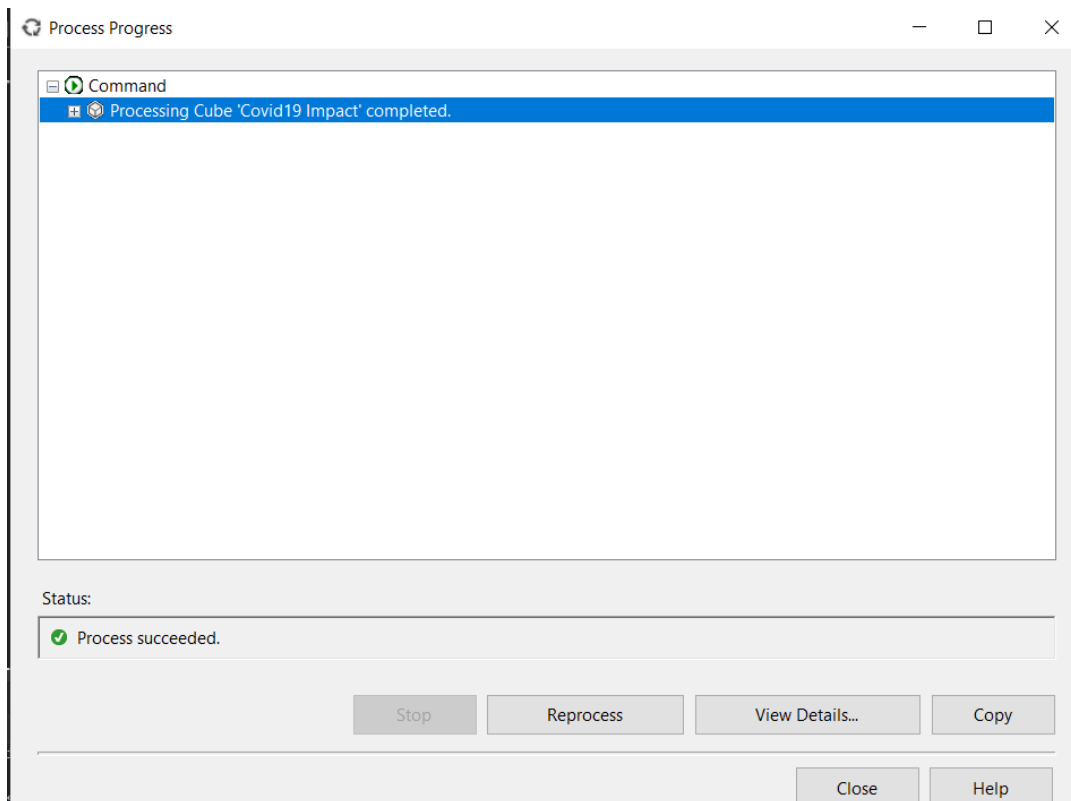 Process Progress
Command
Processing Cube 'Covid19 Impact' completed.
Status:
Process succeeded.
Stop Reprocess View Details... Copy
Close Help